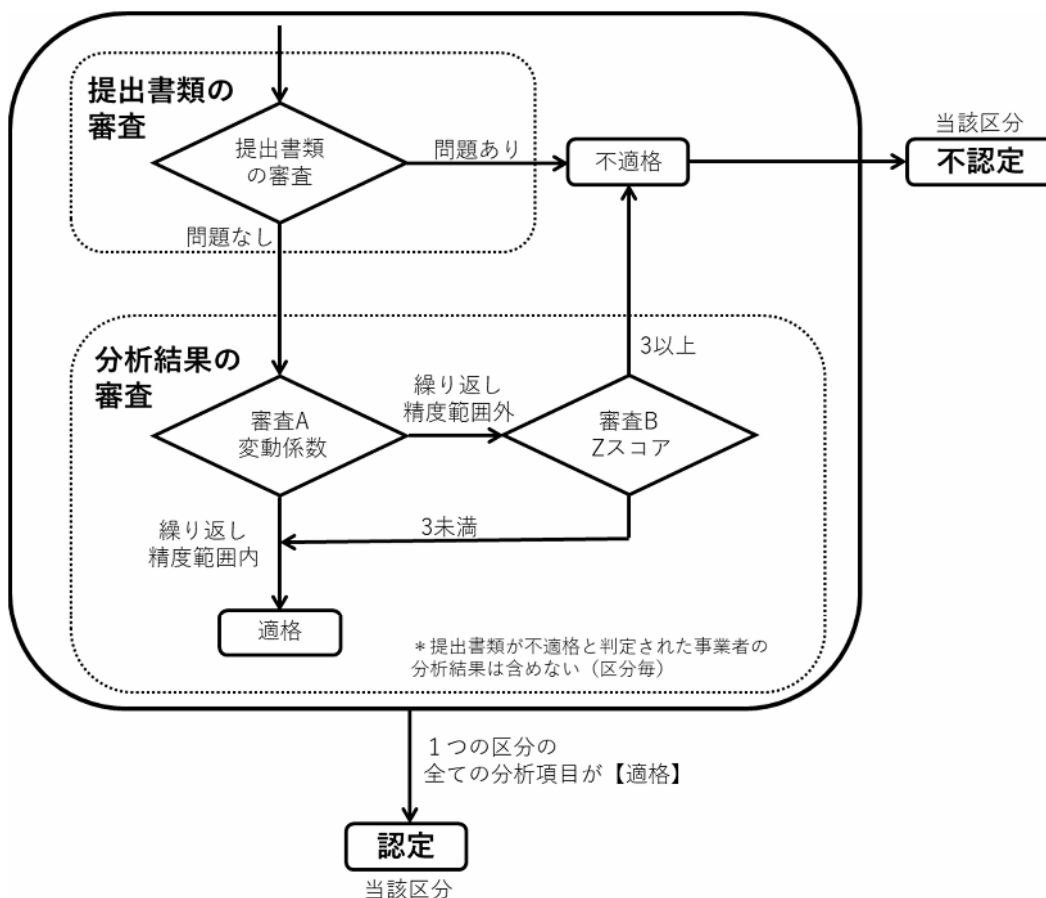 提出書類の
審査
提出書類
の審査
問題あり
不適格
当該区分
不認定
問題なし
分析結果の
審査
3以上
審査A
変動係数
繰り返し
精度範囲外
審査B
Zスコア
繰り返し
精度範囲内
3未満
適格
＊提出書類が不適格と判定された事業者の
分析結果は含めない（区分毎）
１つの区分の
全ての分析項目が【適格】
認定
当該区分